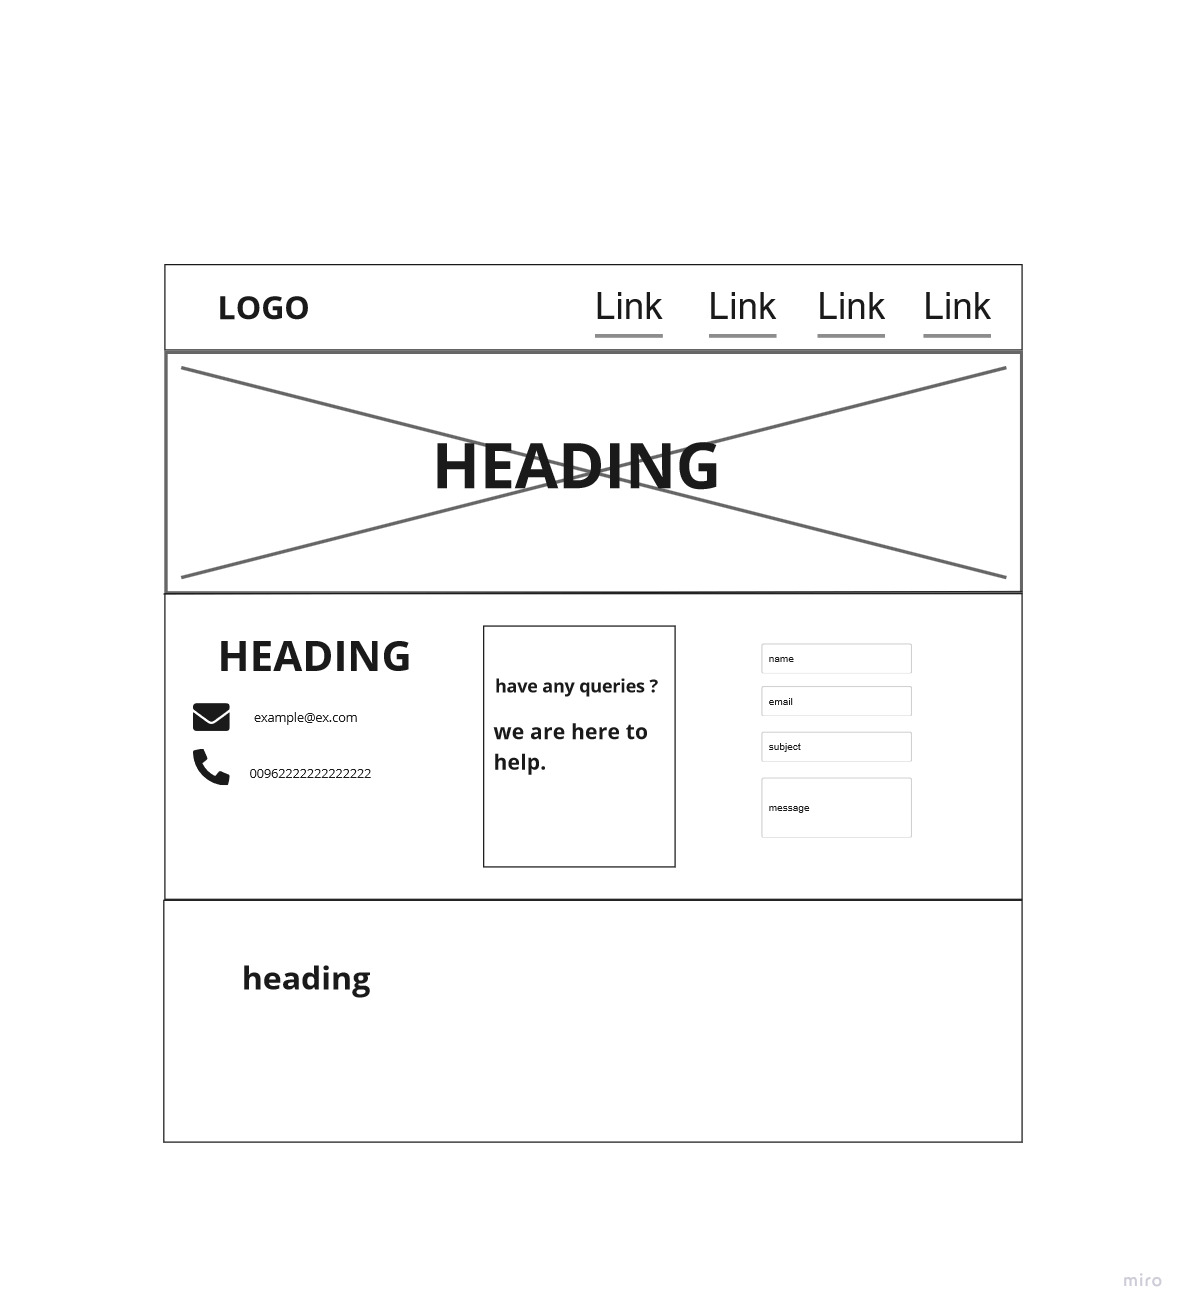 LOGO
Link
Link
Link
Link
HEADING
HEADING
example@ex.com
00962222222222222
have any queries ?
we are here to
help.
name
email
subject
message
heading
miro